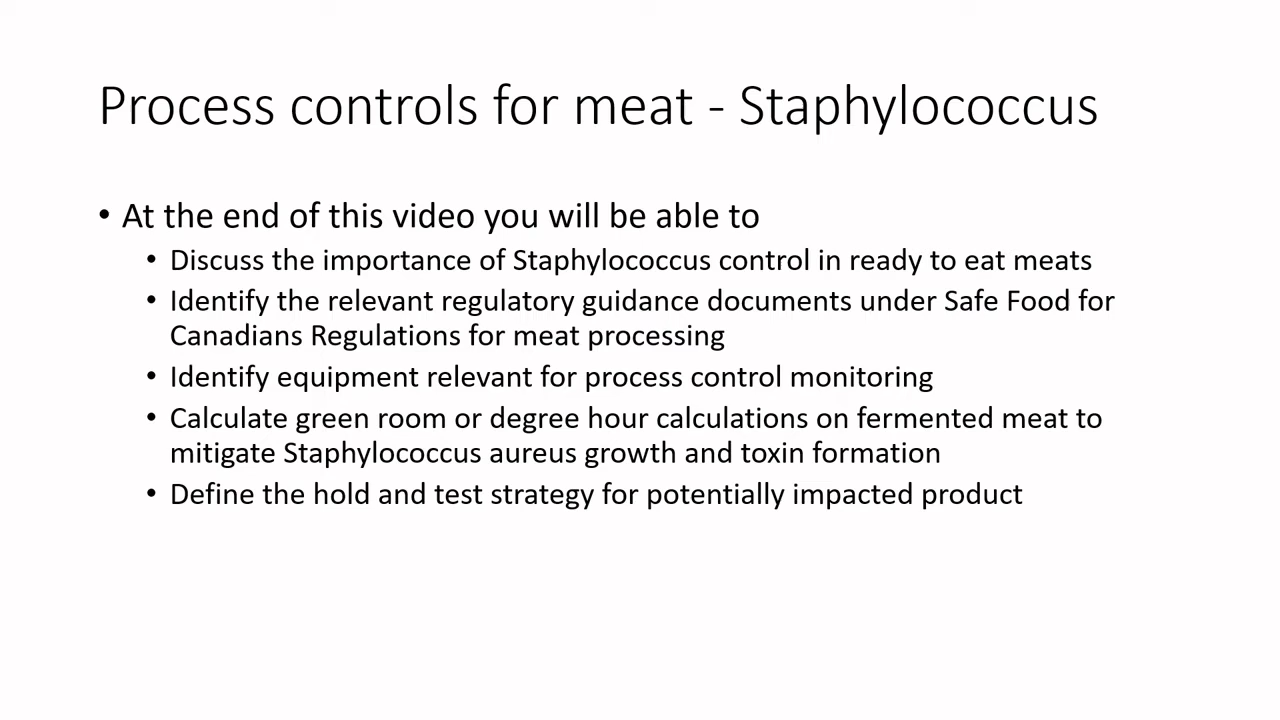 Process controls for meat - Staphylococcus
• At the end of this video you will be able to
• Discuss the importance of Staphylococcus control in ready to eat meats
• Identify the relevant regulatory guidance documents under Safe Food for
Canadians Regulations for meat processing
• Identify equipment relevant for process control monitoring
• Calculate green room or degree hour calculations on fermented meat to
mitigate Staphylococcus aureus growth and toxin formation
• Define the hold and test strategy for potentially impacted product